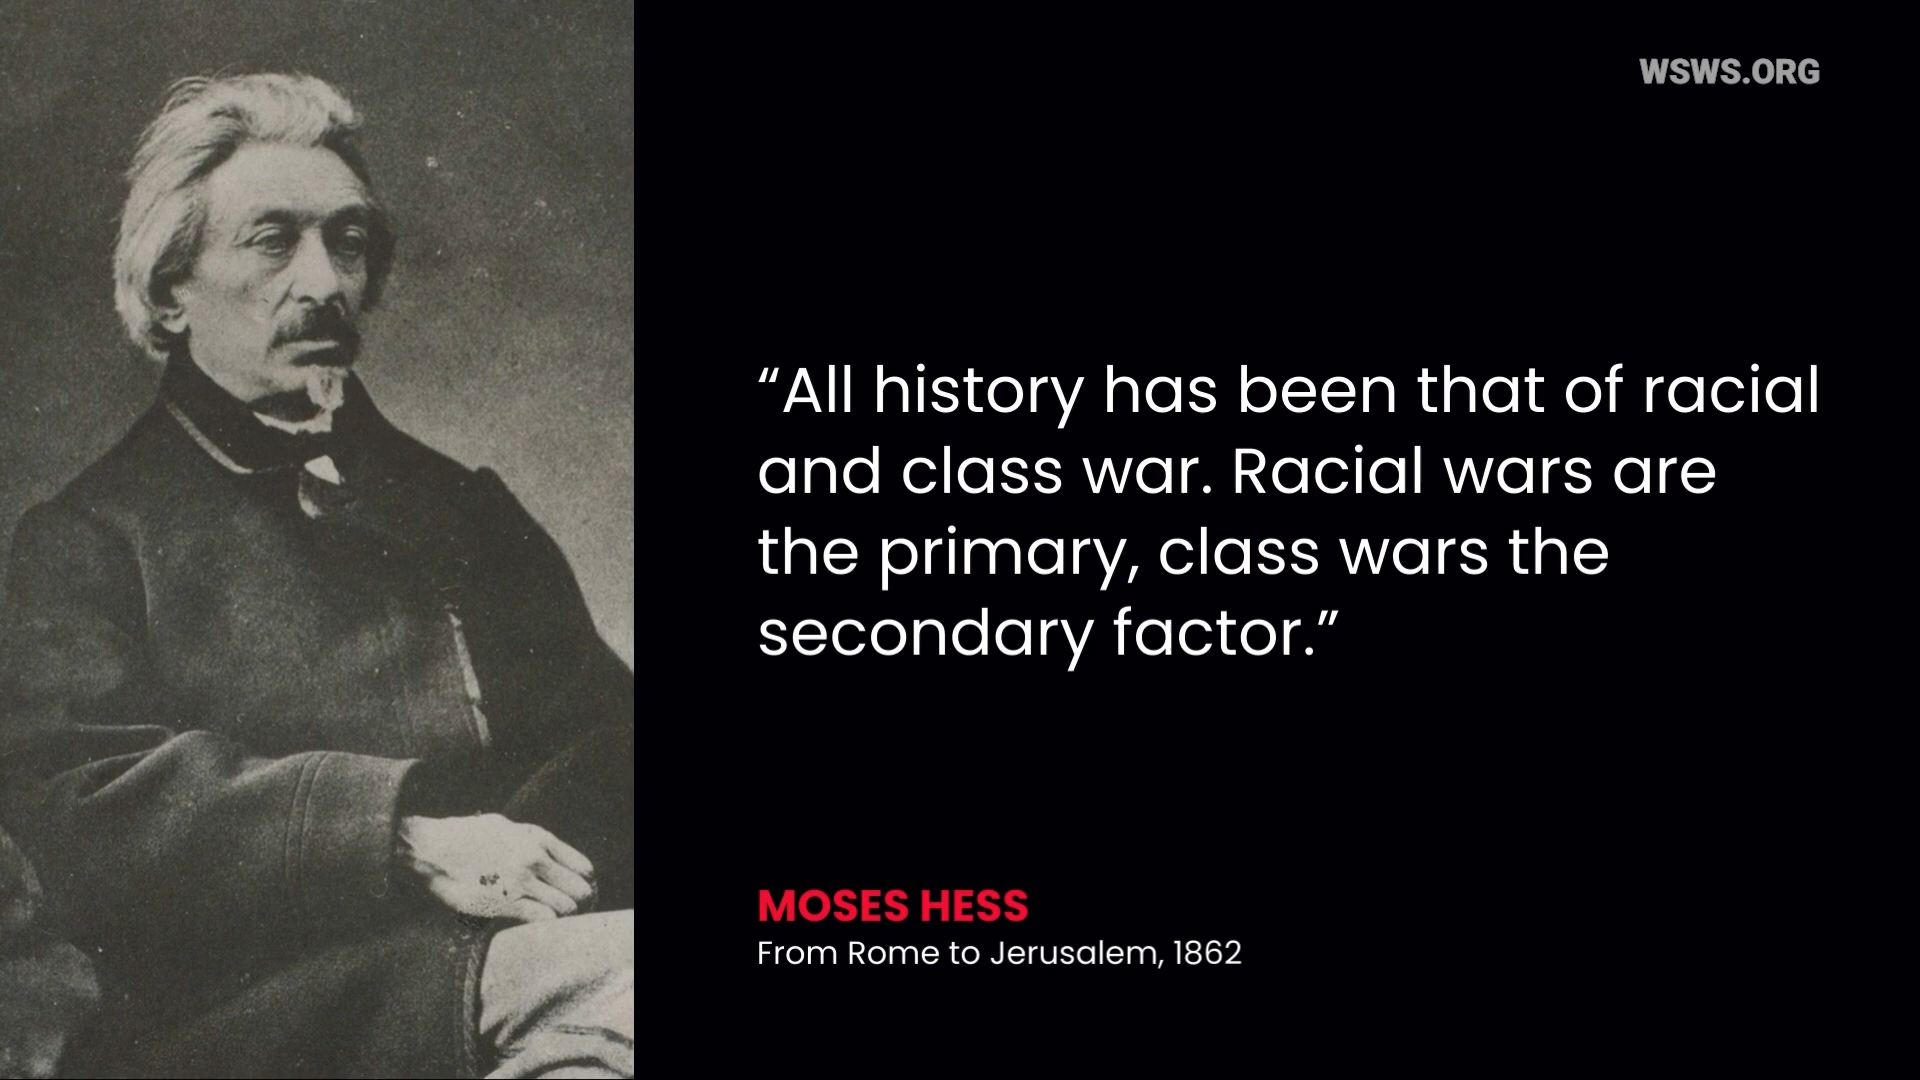 WSWS.ORG
“All history has been that of racial
and class war. Racial wars are
the primary, class wars the
secondary factor.”
MOSES HESS
From Rome to Jerusalem, 1862